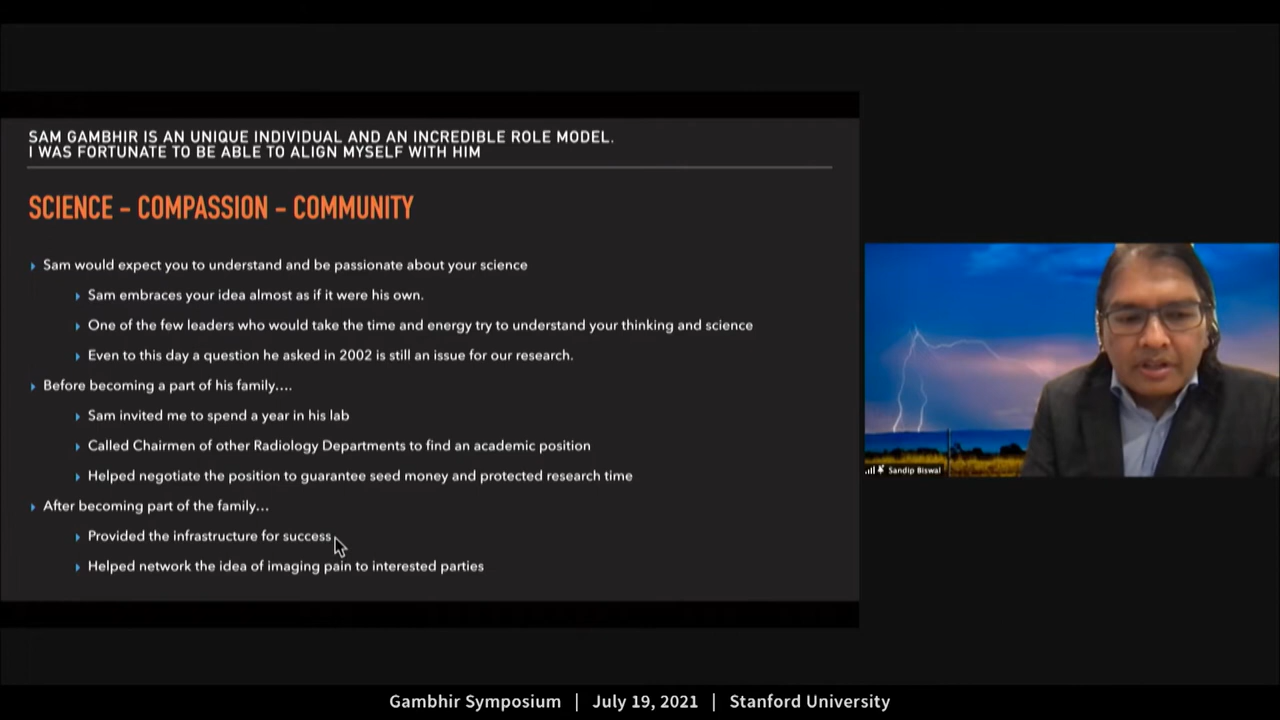 SAM GAMBHIR IS AN UNIQUE INDIVIDUAL AND AN INCREDIBLE ROLE MODEL.
I WAS FORTUNATE TO BE ABLE TO ALIGN MYSELF WITH HIM
SCIENCE – COMPASSION – COMMUNITY
Sam would expect you to understand and be passionate about your science
Sam embraces your idea almost as if it were his own.
One of the few leaders who would take the time and energy try to understand your thinking and science
Even to this day a question he asked in 2002 is still an issue for our research.
Before becoming a part of his family….
Sam invited me to spend a year in his lab
Called Chairmen of other Radiology Departments to find an academic position
Helped negotiate the position to guarantee seed money and protected research time
After becoming part of the family…
Provided the infrastructure for success
Helped network the idea of imaging pain to interested parties
Sandip Biswal
Gambhir Symposium | July 19, 2021 | Stanford University